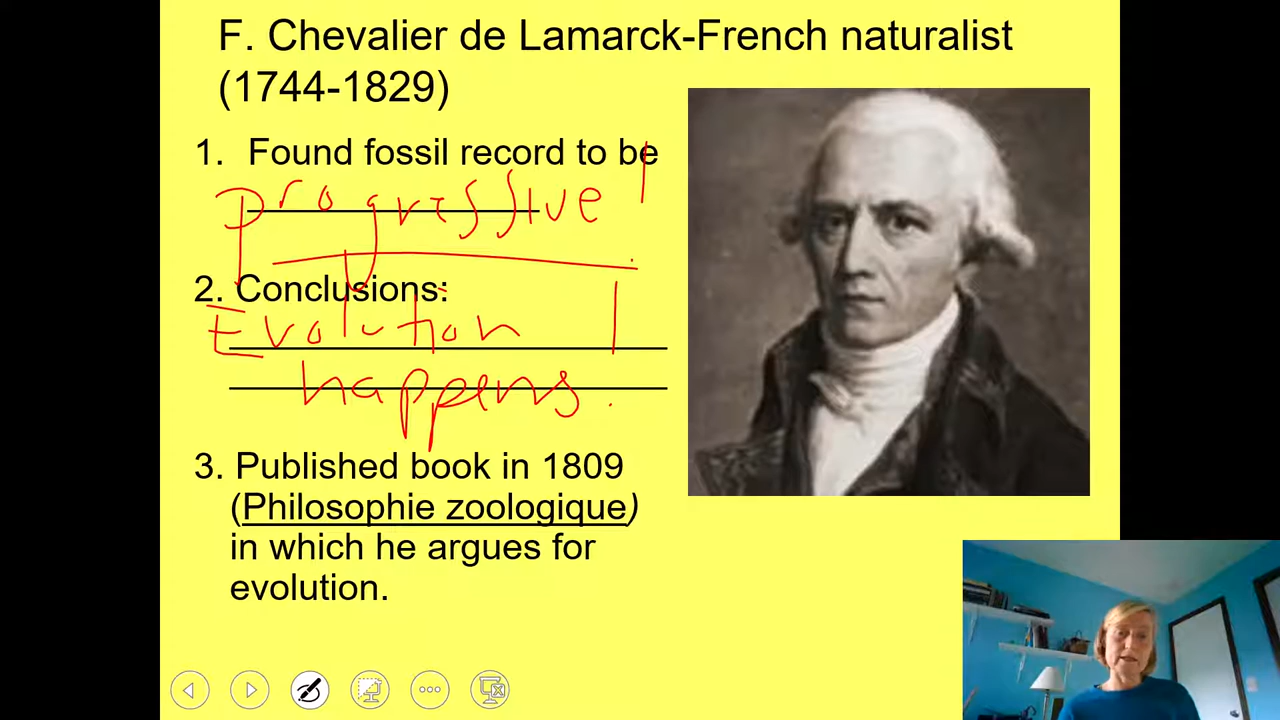 F. Chevalier de Lamarck-French naturalist
(1744-1829)
1. Found fossil record to be
progressive!
2. Conclusions:
Evolution
happens!
3. Published book in 1809
(Philosophie zoologique)
in which he argues for
evolution.